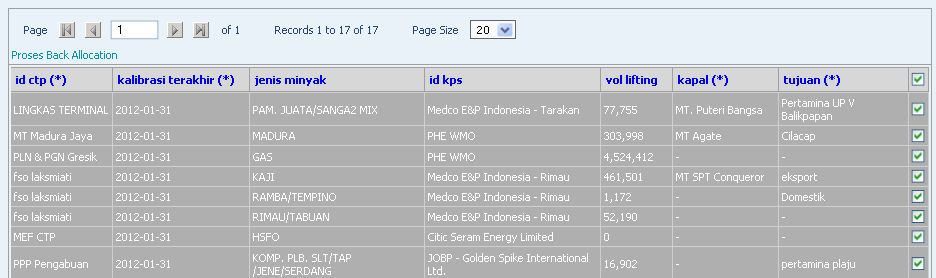 Page 1 of 1 Records 1 to 17 of 17 Page Size 20
Proses Back Allocation
id ctp (*) kalibrasi terakhir (*) jenis minyak id kps vol lifting kapal (*) tujuan (*)
LINGKAS TERMINAL 2012-01-31 PAM. JUATA/SANGA2 MIX Medco E&P Indonesia - Tarakan 77,755 MT. Puteri Bangsa Pertamina UP V
Balikpapan
MT Madura Jaya 2012-01-31 MADURA PHE WMO 303,998 MT Agate Cilacap
PLN & PGN Gresik 2012-01-31 GAS PHE WMO 4,524,412 - -
fso laksmiati 2012-01-31 KAJI Medco E&P Indonesia - Rimau 461,501 MT SPT Conqueror eksport
fso laksmiati 2012-01-31 RAMBA/TEMPINO Medco E&P Indonesia - Rimau 1,172 - Domestik
fso laksmiati 2012-01-31 RIMAU/TABUAN Medco E&P Indonesia - Rimau 52,190 - -
MEF CTP 2012-01-31 HSFO Citic Seram Energy Limited 0 - -
PPP Pengabuan 2012-01-31 KOMP. PLB. SLT/TAP
/JENE/SERDANG JOBP - Golden Spike International
Ltd. 16,902 - pertamina plaju